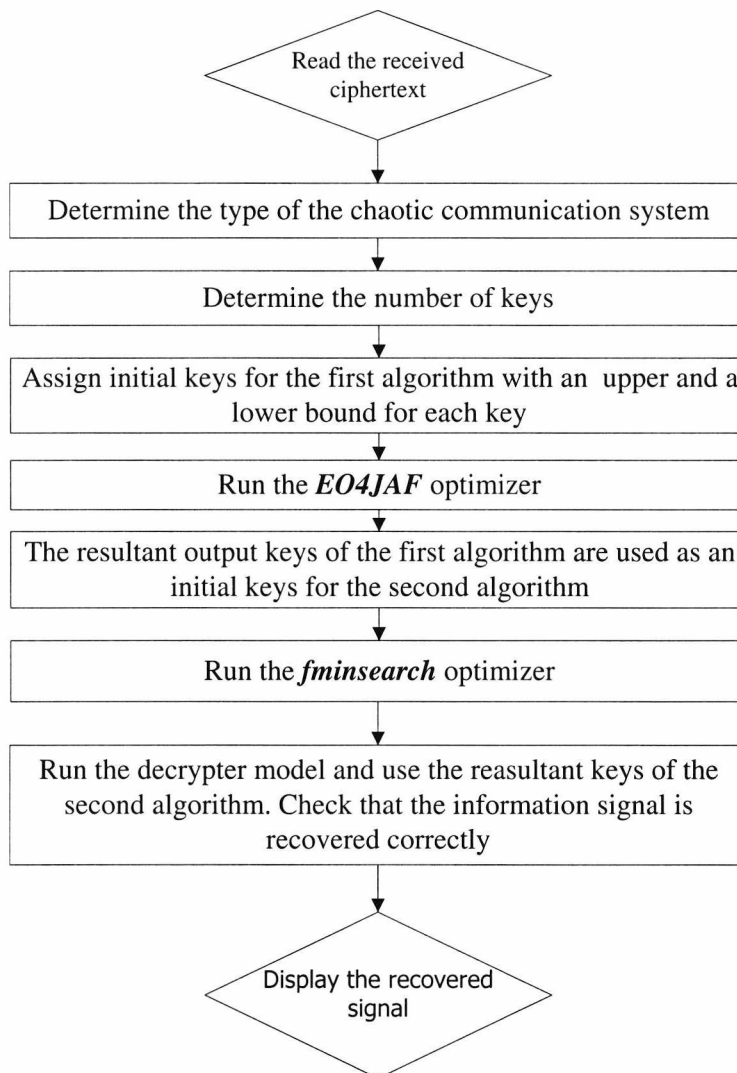 Read the received
ciphertext
Determine the type of the chaotic communication system
Determine the number of keys
Assign initial keys for the first algorithm with an upper and a
lower bound for each key
Run the EO4JAF optimizer
The resultant output keys of the first algorithm are used as an
initial keys for the second algorithm
Run the fminsearch optimizer
Run the decrypter model and use the reasultant keys of the
second algorithm. Check that the information signal is
recovered correctly
Display the recovered
signal